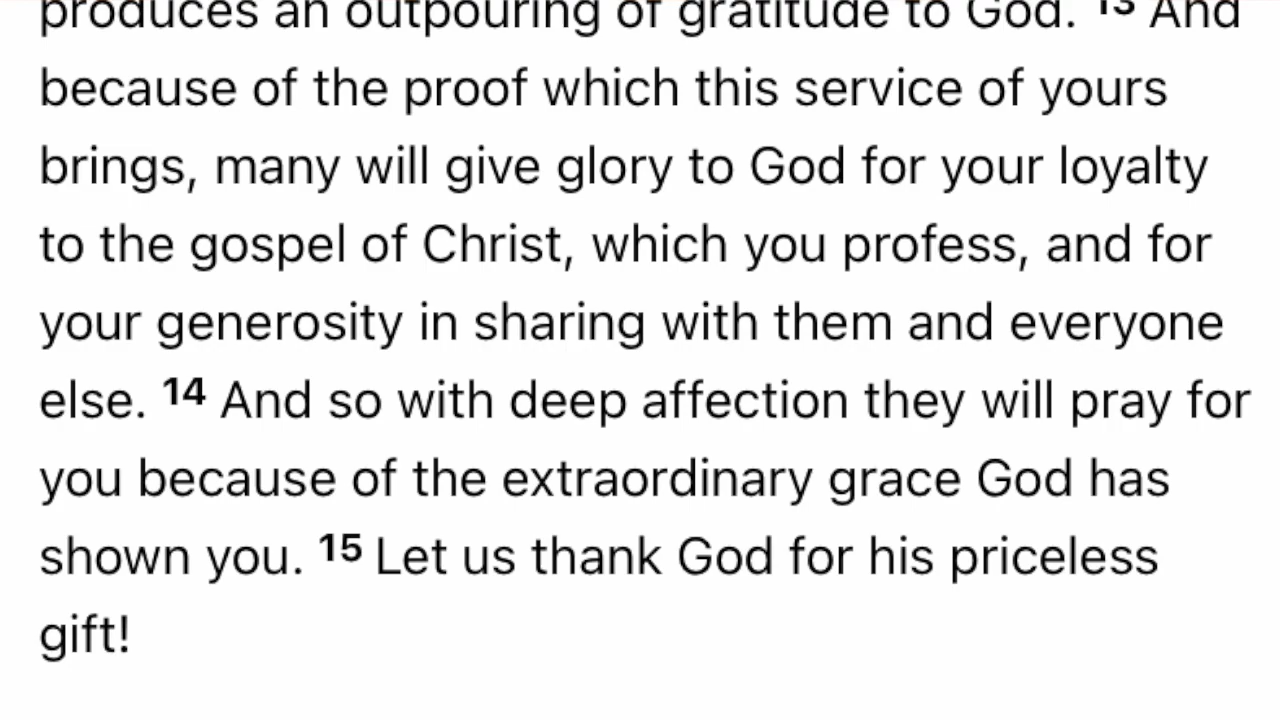 produces an outpouring of gratitude to God. 13 And
because of the proof which this service of yours
brings, many will give glory to God for your loyalty
to the gospel of Christ, which you profess, and for
your generosity in sharing with them and everyone
else. 14 And so with deep affection they will pray for
you because of the extraordinary grace God has
shown you. 15 Let us thank God for his priceless
gift!